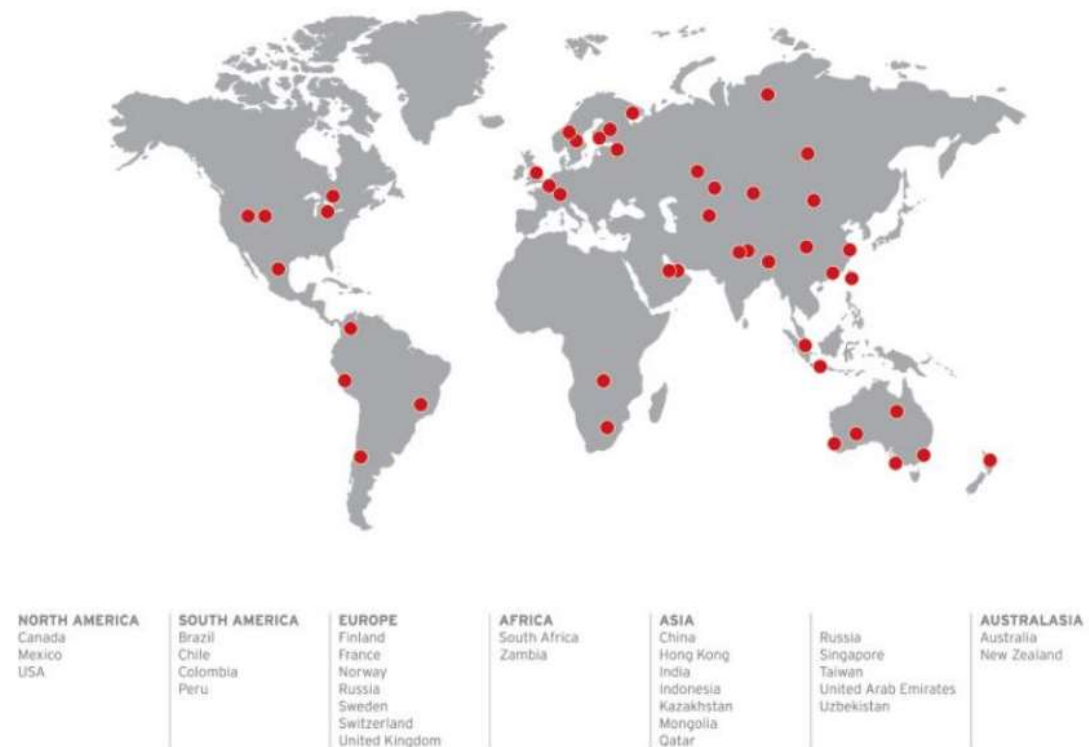 NORTH AMERICA
Canada
Mexico
USA
SOUTH AMERICA
Brazil
Chile
Colombia
Peru
EUROPE
Finland
France
Norway
Russia
Sweden
Switzerland
United Kingdom
AFRICA
South Africa
Zambia
ASIA
China
Hong Kong
India
Indonesia
Kazakhstan
Mongolia
Qatar
Russia
Singapore
Taiwan
United Arab Emirates
Uzbekistan
AUSTRALASIA
Australia
New Zealand